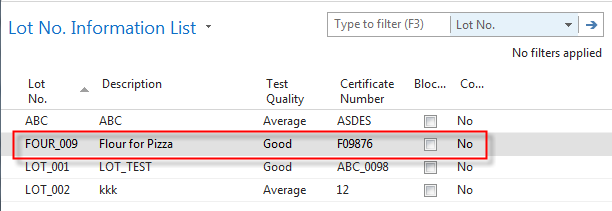 Lot No. Information List
Type to filter (F3) Lot No.
No filters applied
Lot No. Description Test Quality Certificate Number Bloc... Co...
ABC ABC Average ASDES No
FOUR_009 Flour for Pizza Good F09876 No
LOT_001 LOT_TEST Good ABC_0098 No
LOT_002 kkk Average 12 No